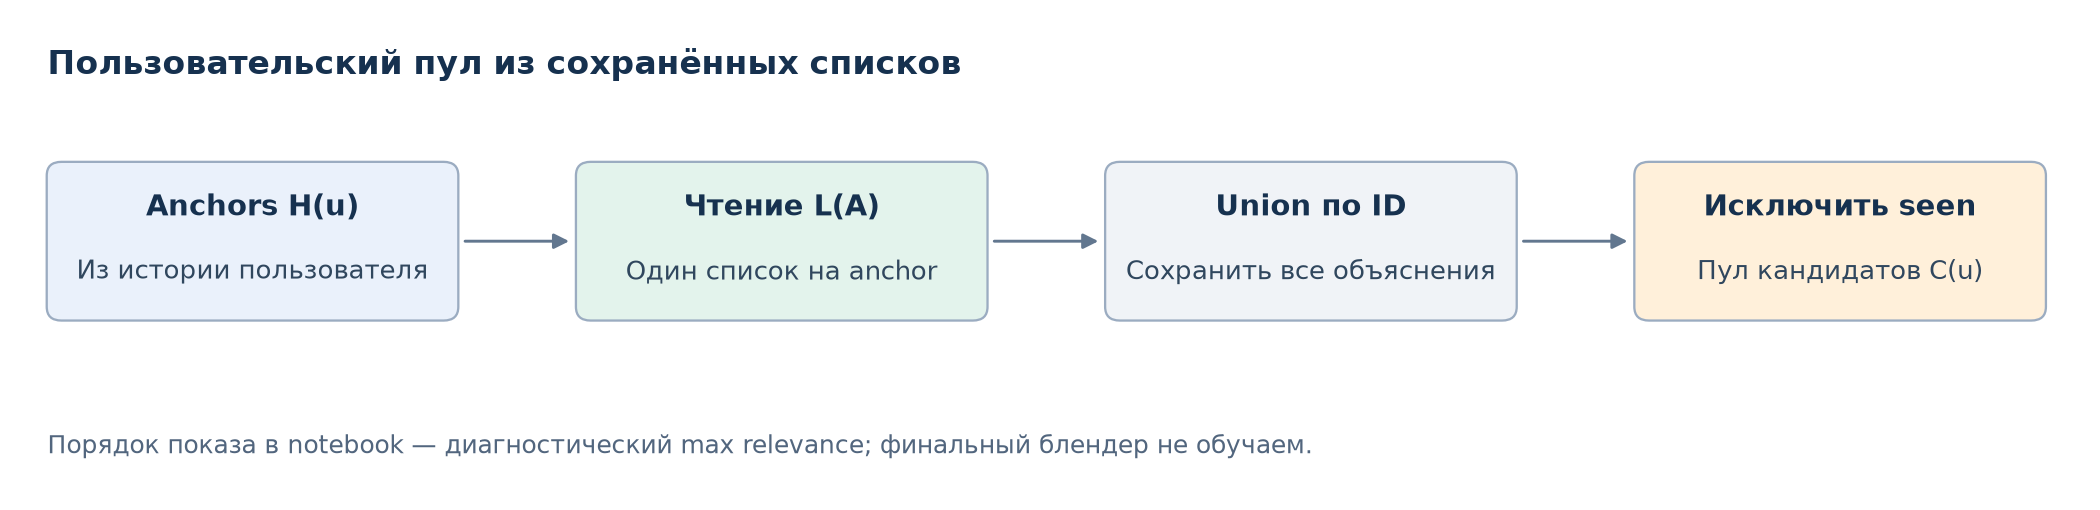 Пользовательский пул из сохранённых списков
Anchors H(u)
Из истории пользователя
Чтение L(A)
Один список на anchor
Union по ID
Сохранить все объяснения
Исключить seen
Пул кандидатов C(u)
Порядок показа в notebook — диагностический max relevance; финальный блендер не обучаем.